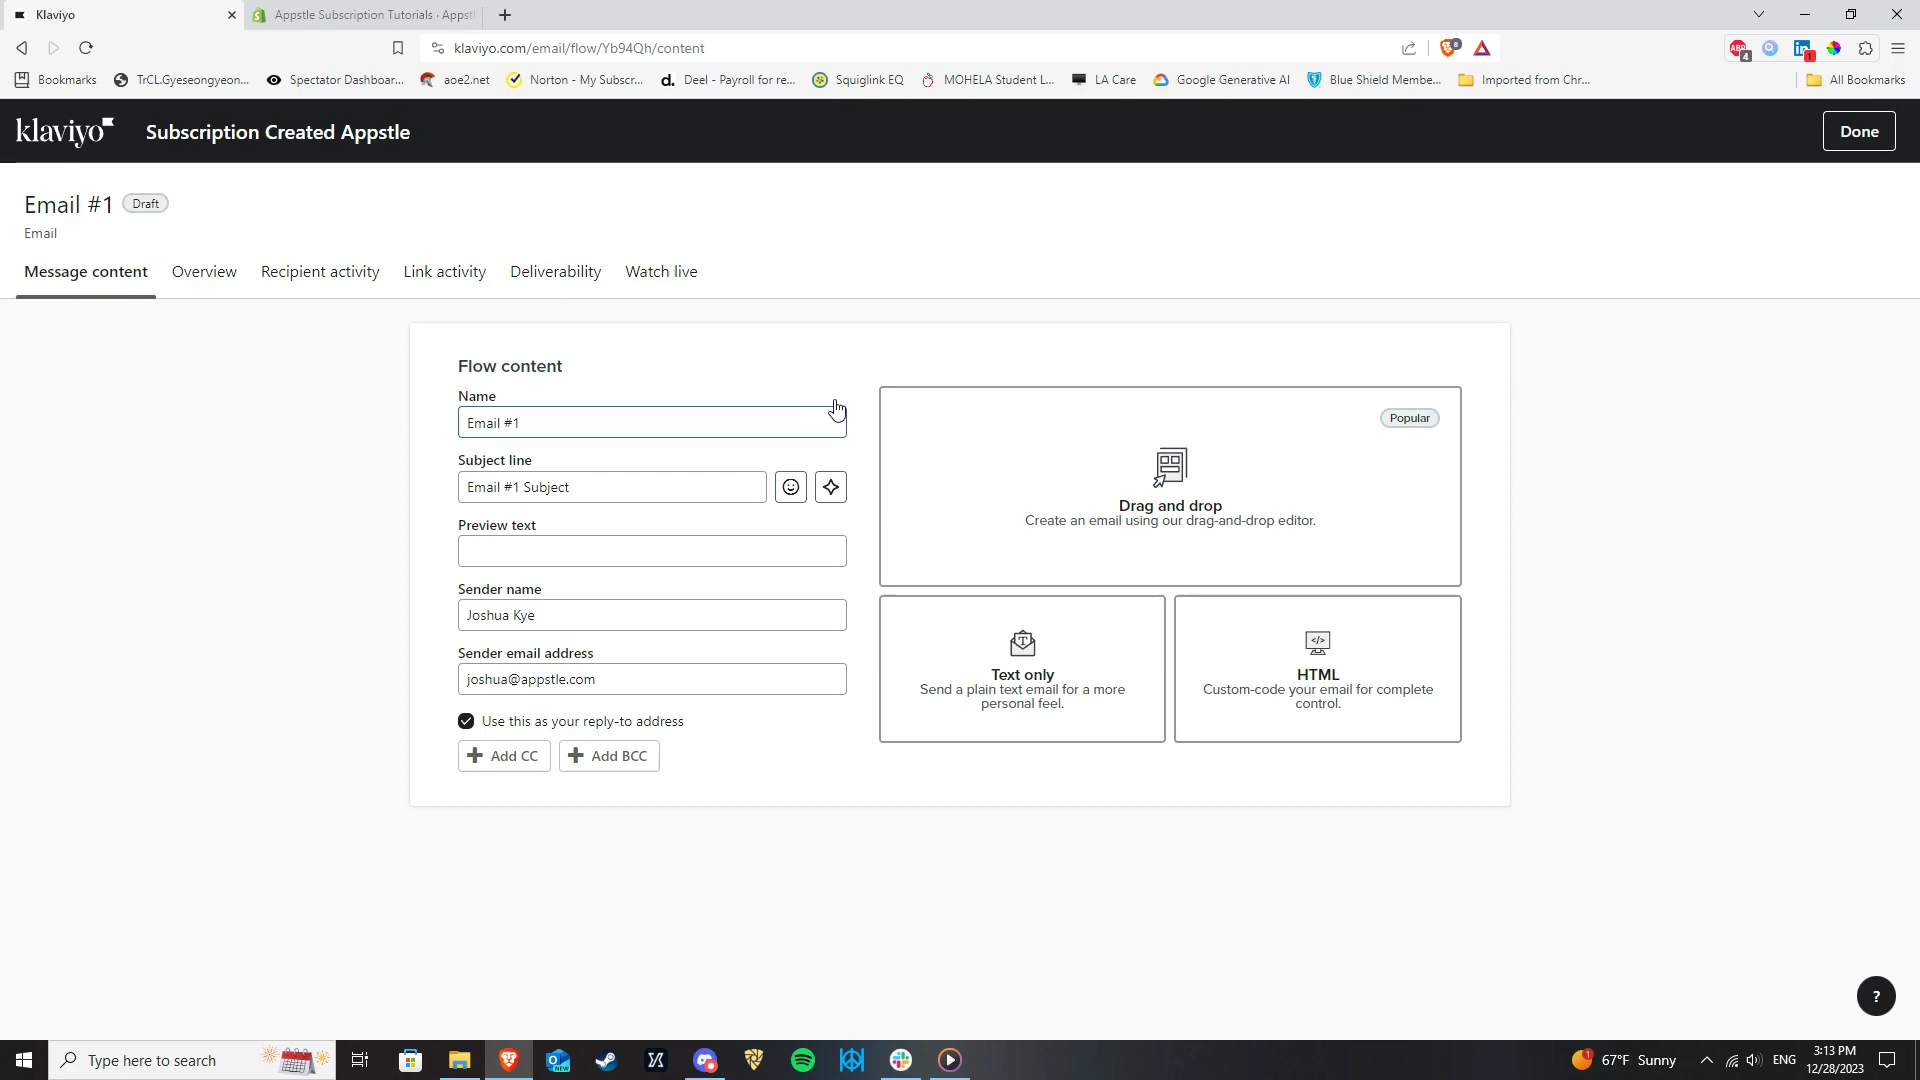 Klaviyo
Appstle Subscription Tutorials · Appstl
klaviyo.com/email/flow/Yb94Qh/content
8
4
1
Bookmarks
TrCL.Gyeseongyeon...
Spectator Dashboar...
aoe2.net
Norton - My Subscr...
Deel - Payroll for re...
Squiglink EQ
MOHELA Student L...
LA Care
Google Generative AI
Blue Shield Membe...
Imported from Chr...
All Bookmarks
klaviyo
Subscription Created Appstle
Done
Email #1
Draft
Email
Message content
Overview
Recipient activity
Link activity
Deliverability
Watch live
Flow content
Name
Email #1
Subject line
Email #1 Subject
Preview text
Sender name
Joshua Kye
Sender email address
joshua@appstle.com
Use this as your reply-to address
Add CC
Add BCC
Popular
Drag and drop
Create an email using our drag-and-drop editor.
Text only
Send a plain text email for a more
personal feel.
HTML
Custom-code your email for complete
control.
?
Type here to search
1
67°F Sunny
ENG
3:13 PM
12/28/2023